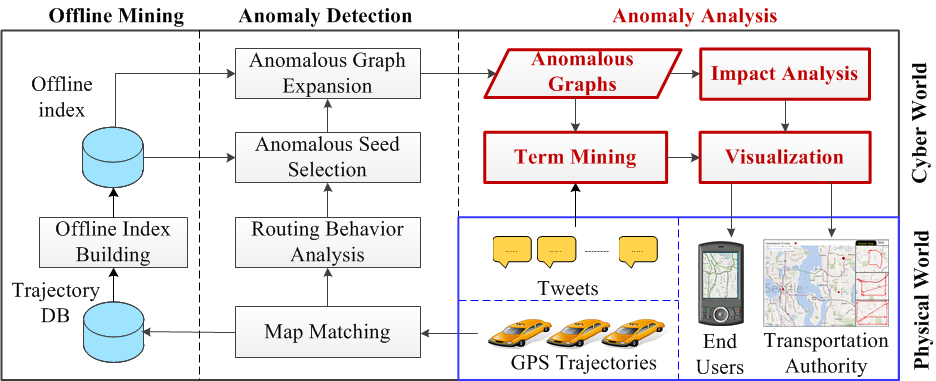 Offline Mining
Anomaly Detection
Anomaly Analysis
Offline
index
Anomalous Graph
Expansion
Anomalous
Graphs
Impact Analysis
Anomalous Seed
Selection
Term Mining
Visualization
Cyber World
Offline Index
Building
Routing Behavior
Analysis
.....
.....
.....
Tweets
Trajectory
DB
Map Matching
GPS Trajectories
End
Users
Seattle
Transportation
Authority
Physical World